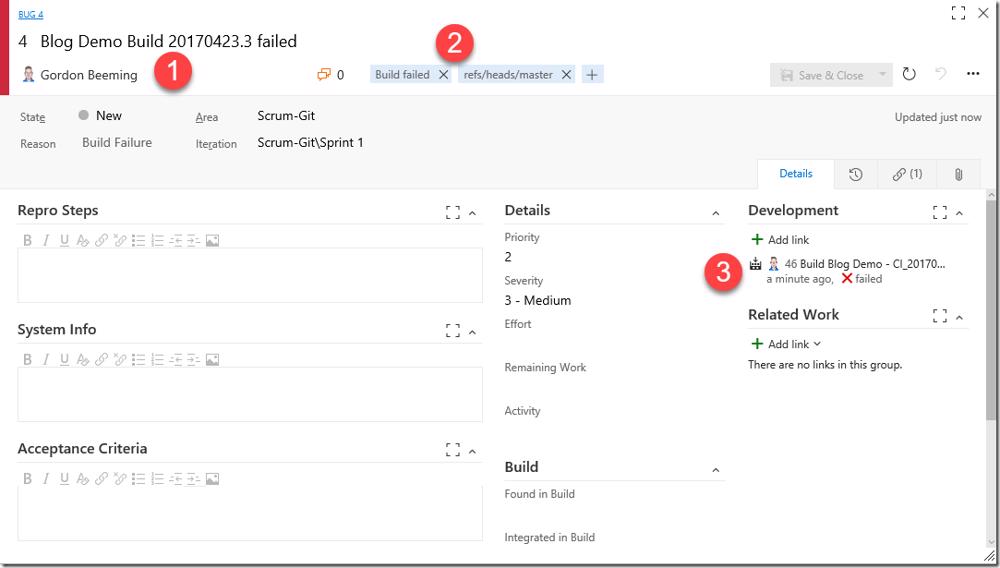 BUG 4
4 Blog Demo Build 20170423.3 failed
2
Gordon Beeming
1
0
Build failed
refs/heads/master
Save & Close
State New Area Scrum-Git Updated just now
Reason Build Failure Iteration Scrum-Git\Sprint 1
Details (1)
Repro Steps
B I U
System Info
B I U
Acceptance Criteria
B I U
Details
Priority
2
Severity
3 - Medium
Effort
Remaining Work
Activity
Build
Found in Build
Integrated in Build
Development
Add link
3
46 Build Blog Demo - CI_20170...
a minute ago, failed
Related Work
Add link
There are no links in this group.